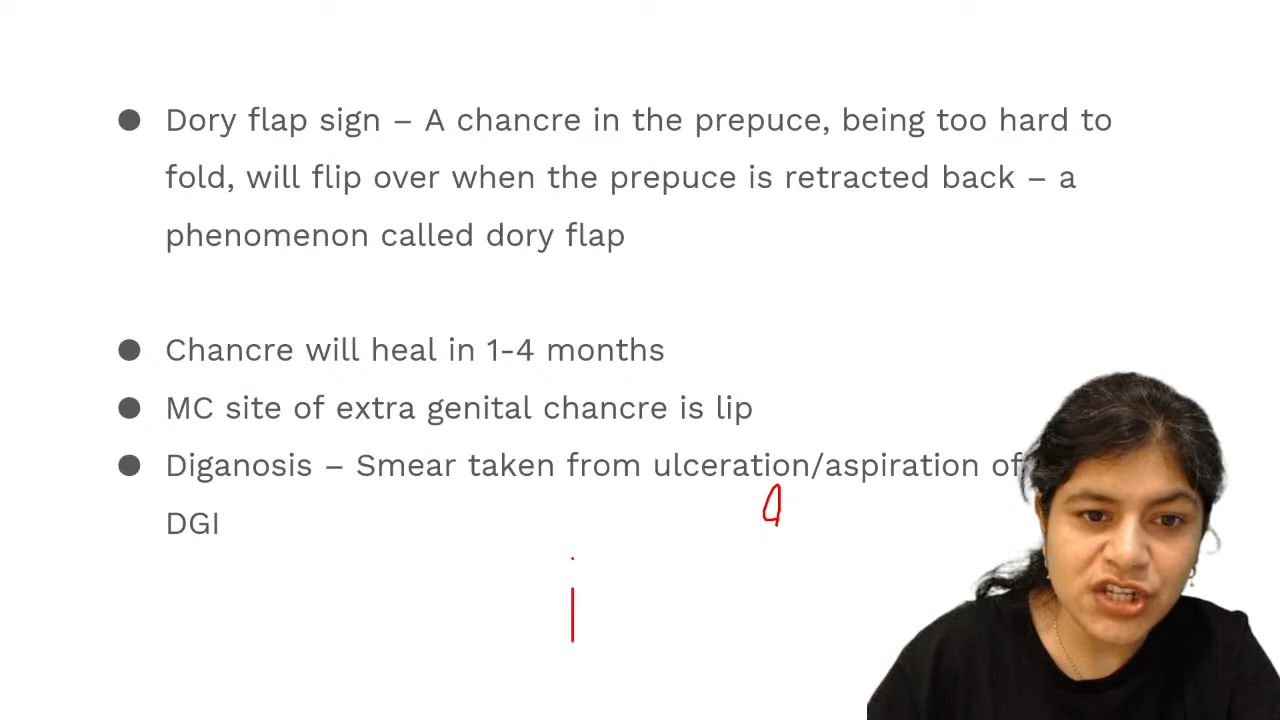 ● Dory flap sign – A chancre in the prepuce, being too hard to
fold, will flip over when the prepuce is retracted back – a
phenomenon called dory flap
● Chancre will heal in 1-4 months
● MC site of extra genital chancre is lip
● Diganosis – Smear taken from ulceration/aspiration of
DGI